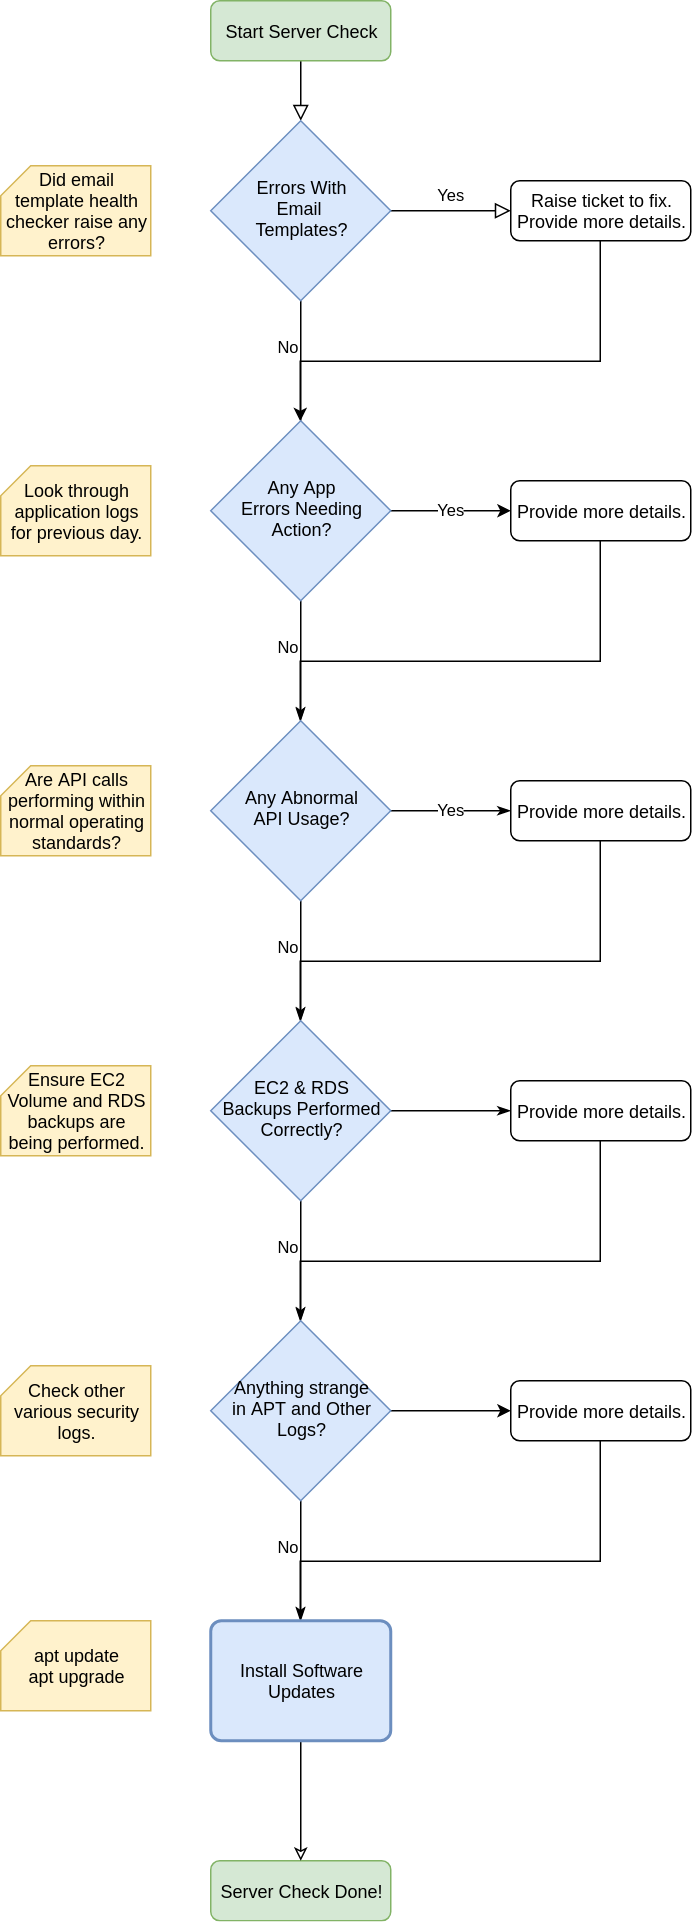 Start Server Check
Did email
template health
checker raise any
errors?
Errors With
Email
Templates?
Yes
Raise ticket to fix.
Provide more details.
No
Look through
application logs
for previous day.
Any App
Errors Needing
Action?
Yes
Provide more details.
No
Are API calls
performing within
normal operating
standards?
Any Abnormal
API Usage?
Yes
Provide more details.
No
Ensure EC2
Volume and RDS
backups are
being performed.
EC2 & RDS
Backups Performed
Correctly?
Provide more details.
No
Check other
various security
logs.
Anything strange
in APT and Other
Logs?
Provide more details.
No
apt update
apt upgrade
Install Software
Updates
Server Check Done!